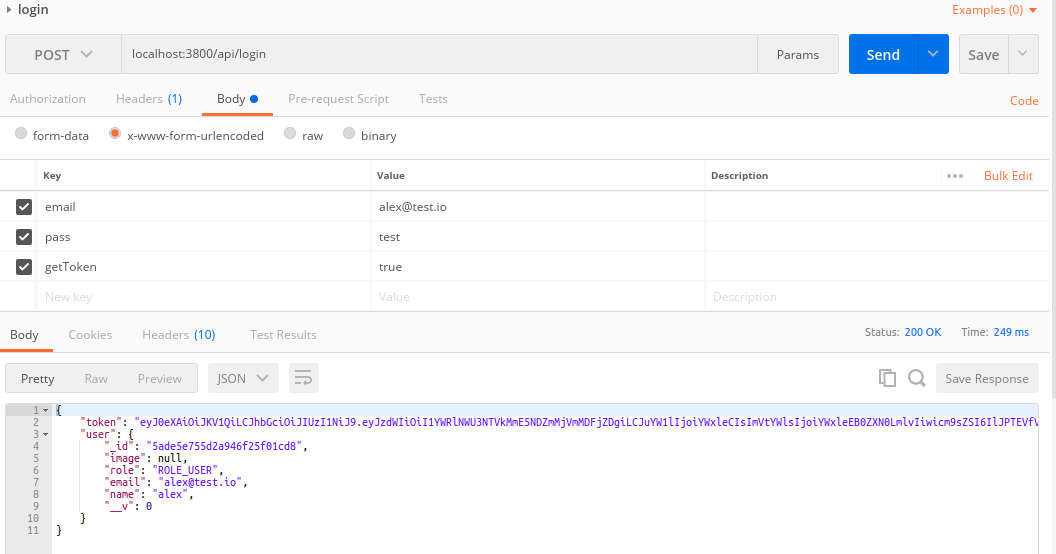 login Examples (0)
POST localhost:3800/api/login Params Send Save
Authorization Headers (1) Body Pre-request Script Tests Code
form-data x-www-form-urlencoded raw binary
Key Value Description Bulk Edit
email alex@test.io
pass test
getToken true
New key Value Description
Body Cookies Headers (10) Test Results Status: 200 OK Time: 249 ms
Pretty Raw Preview JSON Save Response
1 {
2 "token": "eyJ0eXAiOiJKV1QiLCJhbGciOiJIUzI1NiJ9.eyJzdWIiOiI1YWRlNWU3NTVkMmE5NDZmMjVmMDFjZDgiLCJuYW1lIjoiYWxleCIsImVtYWlsIjoiYWxleEB0ZXN0LmlvIiwicm9sZSI6IlJPTEVfV
3 "user": {
4 "_id": "5ade5e755d2a946f25f01cd8",
5 "image": null,
6 "role": "ROLE_USER",
7 "email": "alex@test.io",
8 "name": "alex",
9 "__v": 0
10 }
11 }